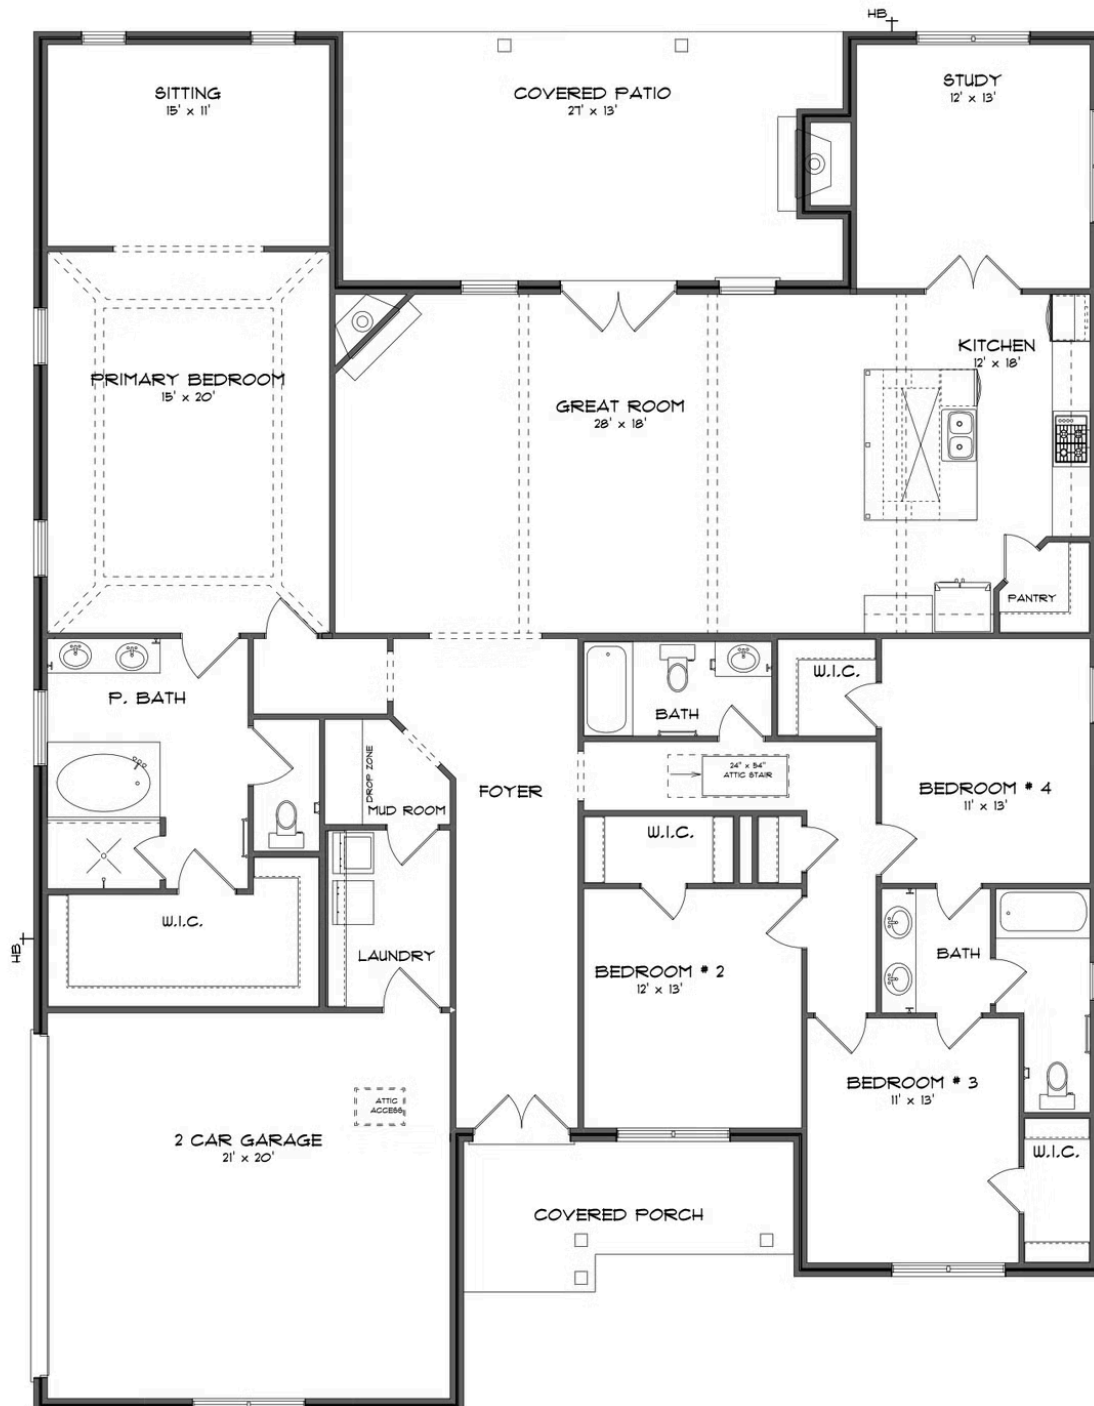 HB
SITTING
15' x 11'
COVERED PATIO
27' x 13'
STUDY
12' x 13'
PRIMARY BEDROOM
15' x 20'
GREAT ROOM
28' x 18'
KITCHEN
12' x 18'
PANTRY
P. BATH
BATH
W.I.C.
DROP ZONE
MUD ROOM
FOYER
24" x 54"
ATTIC STAIR
BEDROOM # 4
11' x 13'
W.I.C.
W.I.C.
HB
LAUNDRY
BEDROOM # 2
12' x 13'
BATH
BEDROOM # 3
11' x 13'
ATTIC
ACCESS
2 CAR GARAGE
21' x 20'
W.I.C.
COVERED PORCH